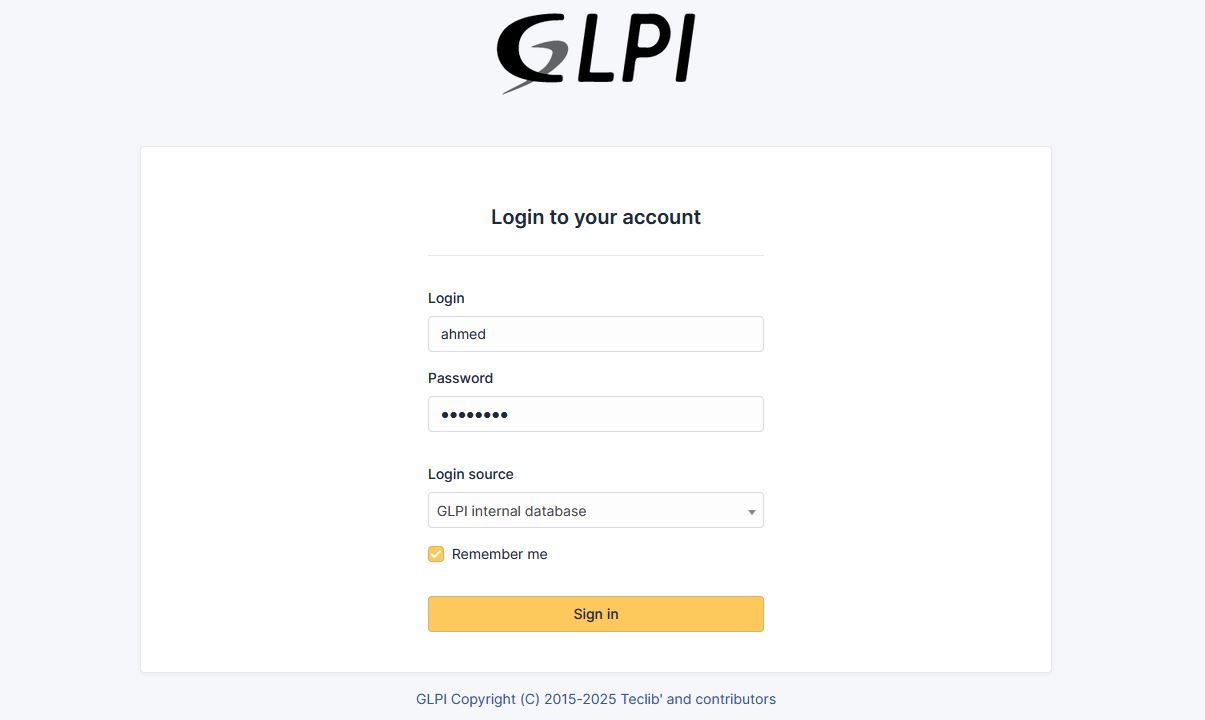 GLPI
Login to your account
Login
ahmed
Password
••••••••
Login source
GLPI internal database
Remember me
Sign in
GLPI Copyright (C) 2015-2025 Teclib' and contributors